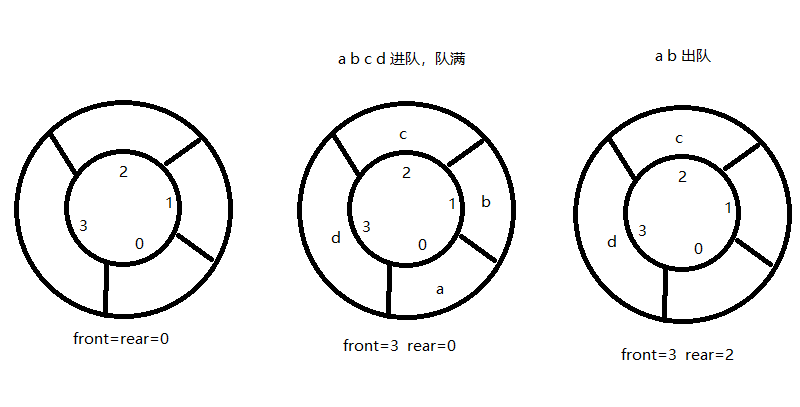 a b c d 进队，队满
a b 出队
2
1
3
0
front=rear=0
c
2
b
1
3
d
0
a
front=3  rear=0
c
2
1
3
d
0
front=3  rear=2